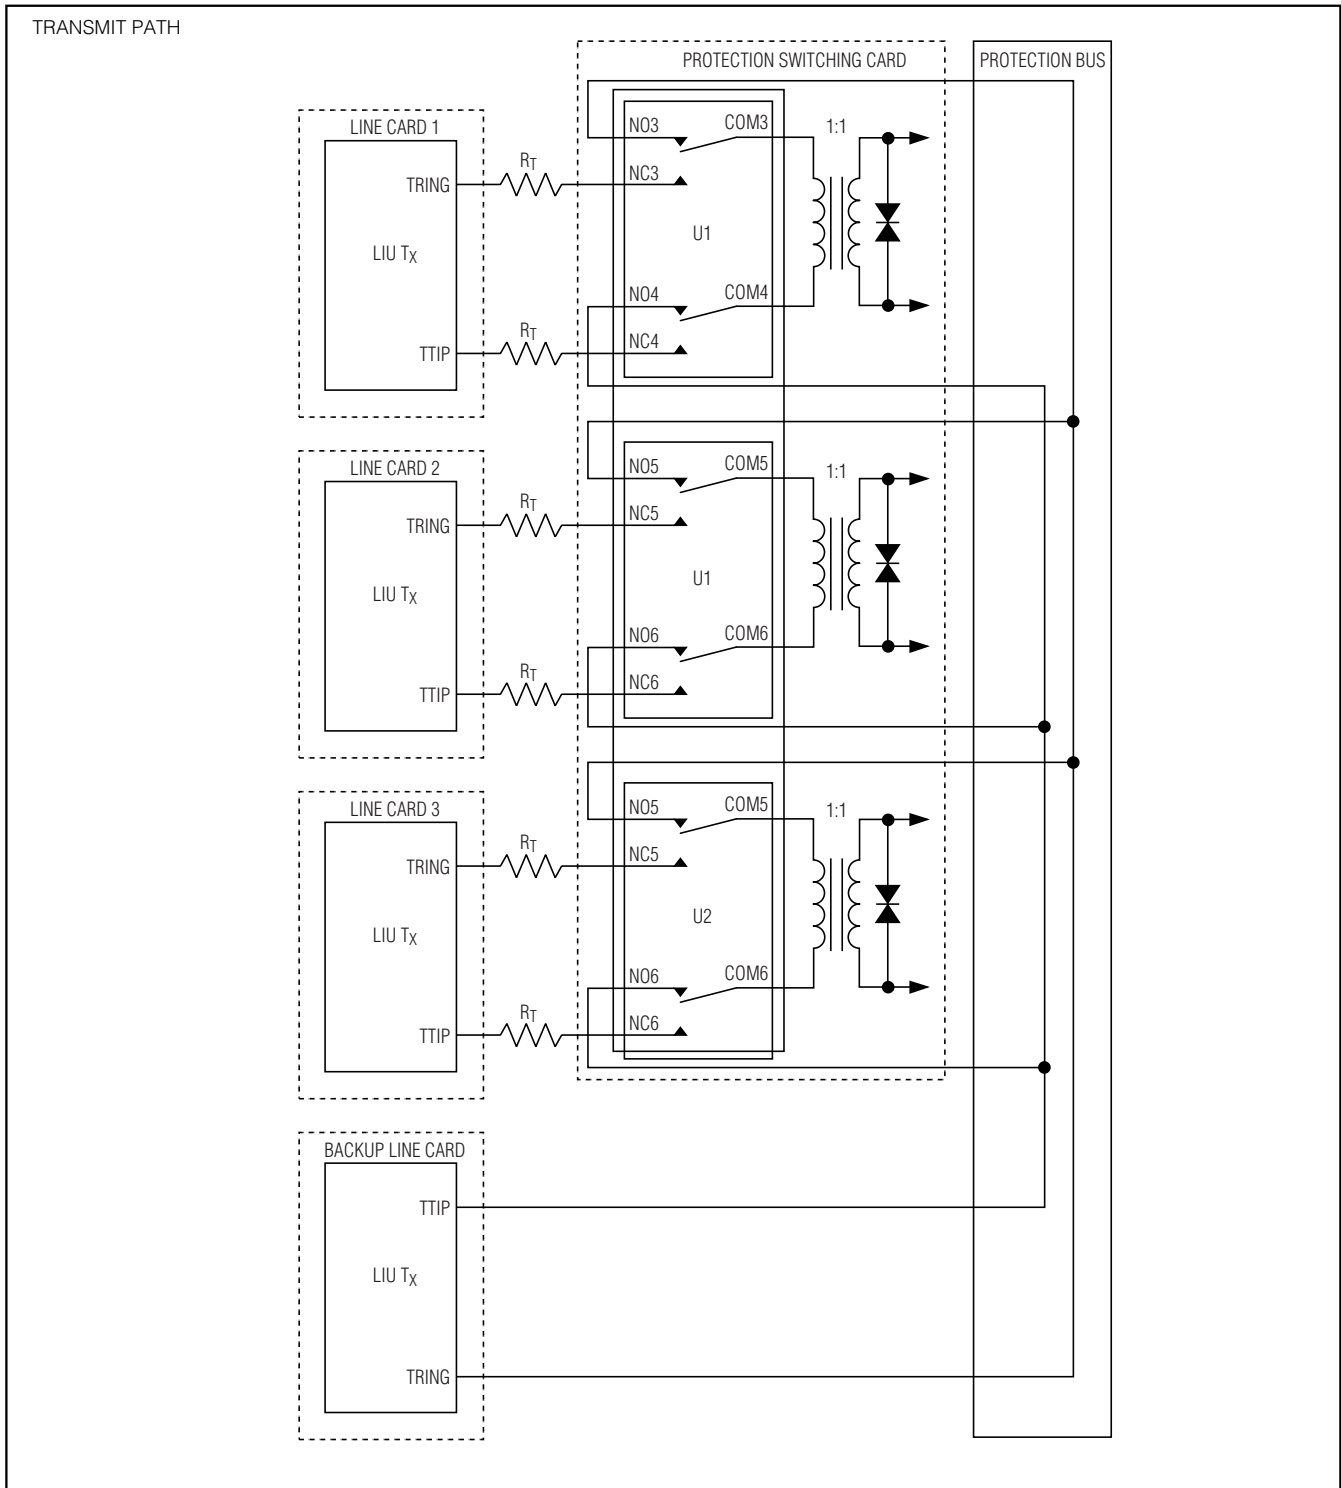 TRANSMIT PATH
PROTECTION SWITCHING CARD
PROTECTION BUS
LINE CARD 1
TRING
LIU TX
TTIP
RT
RT
NO3
COM3
NC3
U1
NO4
COM4
NC4
1:1
LINE CARD 2
TRING
LIU TX
TTIP
RT
RT
NO5
COM5
NC5
U1
NO6
COM6
NC6
1:1
LINE CARD 3
TRING
LIU TX
TTIP
RT
RT
NO5
COM5
NC5
U2
NO6
COM6
NC6
1:1
BACKUP LINE CARD
TTIP
LIU TX
TRING